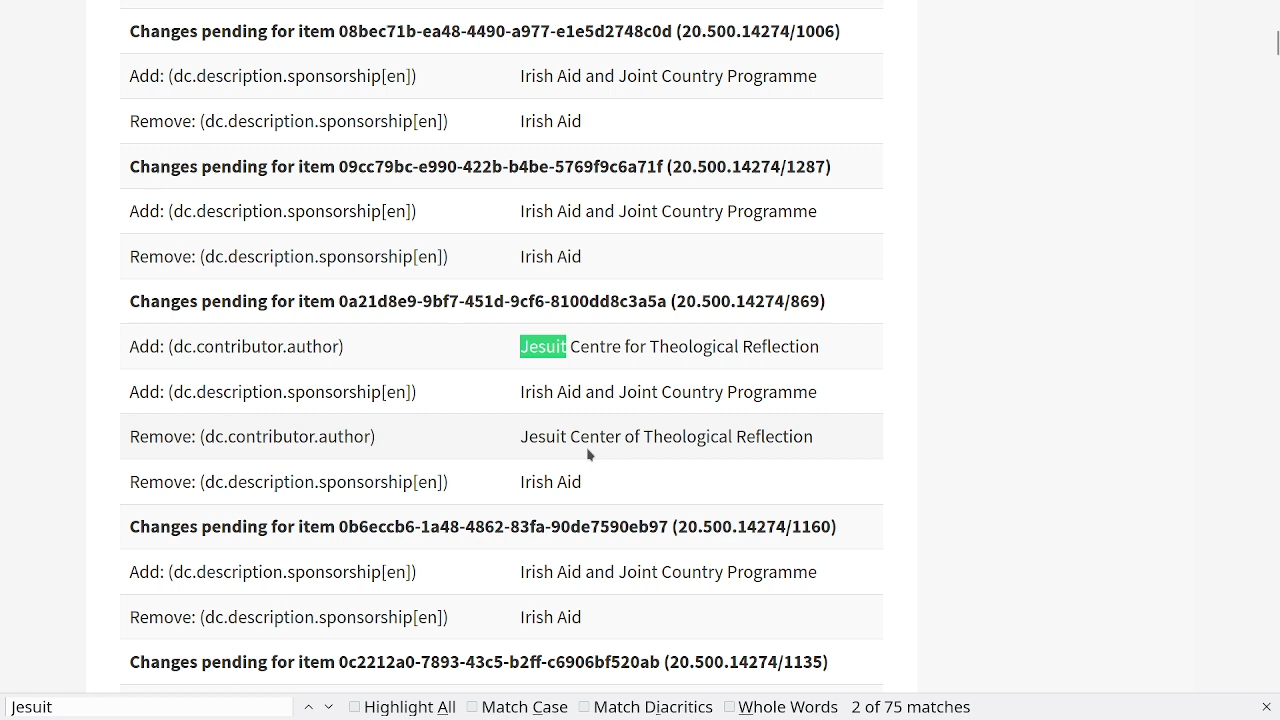 Changes pending for item 08bec71b-ea48-4490-a977-e1e5d2748c0d (20.500.14274/1006)
Add: (dc.description.sponsorship[en]) Irish Aid and Joint Country Programme
Remove: (dc.description.sponsorship[en]) Irish Aid
Changes pending for item 09cc79bc-e990-422b-b4be-5769f9c6a71f (20.500.14274/1287)
Add: (dc.description.sponsorship[en]) Irish Aid and Joint Country Programme
Remove: (dc.description.sponsorship[en]) Irish Aid
Changes pending for item 0a21d8e9-9bf7-451d-9cf6-8100dd8c3a5a (20.500.14274/869)
Add: (dc.contributor.author) Jesuit Centre for Theological Reflection
Add: (dc.description.sponsorship[en]) Irish Aid and Joint Country Programme
Remove: (dc.contributor.author) Jesuit Center of Theological Reflection
Remove: (dc.description.sponsorship[en]) Irish Aid
Changes pending for item 0b6eccb6-1a48-4862-83fa-90de7590eb97 (20.500.14274/1160)
Add: (dc.description.sponsorship[en]) Irish Aid and Joint Country Programme
Remove: (dc.description.sponsorship[en]) Irish Aid
Changes pending for item 0c2212a0-7893-43c5-b2ff-c6906bf520ab (20.500.14274/1135)
Jesuit Highlight All Match Case Match Diacritics Whole Words 2 of 75 matches